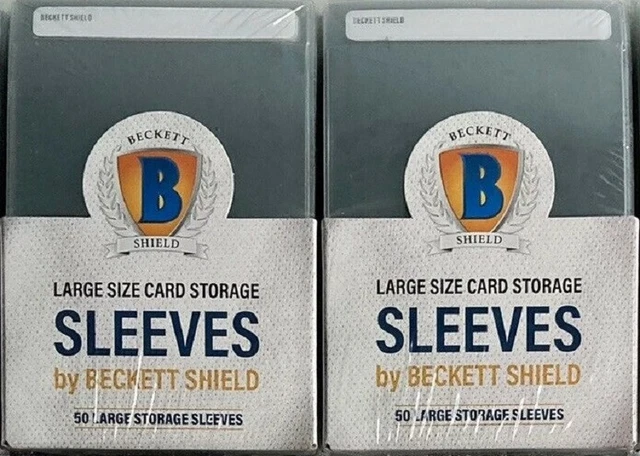 BECKETT SHIELD
BECKETT
B
SHIELD
LARGE SIZE CARD STORAGE
SLEEVES
by BECKETT SHIELD
50 LARGE STORAGE SLEEVES
BECKETT SHIELD
BECKETT
B
SHIELD
LARGE SIZE CARD STORAGE
SLEEVES
by BECKETT SHIELD
50 LARGE STORAGE SLEEVES